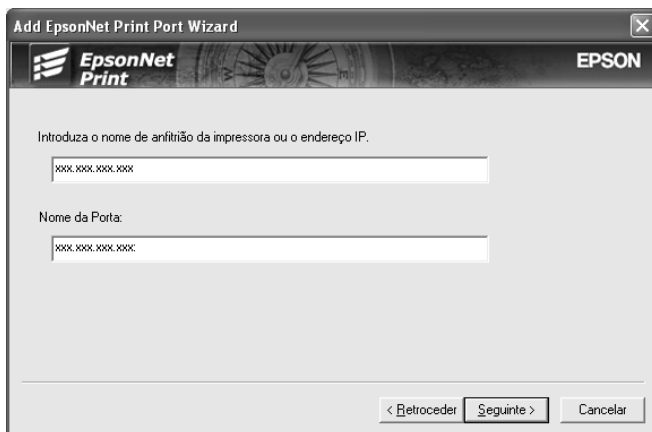 Add EpsonNet Print Port Wizard
EpsonNet
Print
EPSON
Introduza o nome de anfitrião da impressora ou o endereço IP.
xxx.xxx.xxx.xxx
Nome da Porta:
xxx.xxx.xxx.xxx:
< Retroceder Seguinte > Cancelar